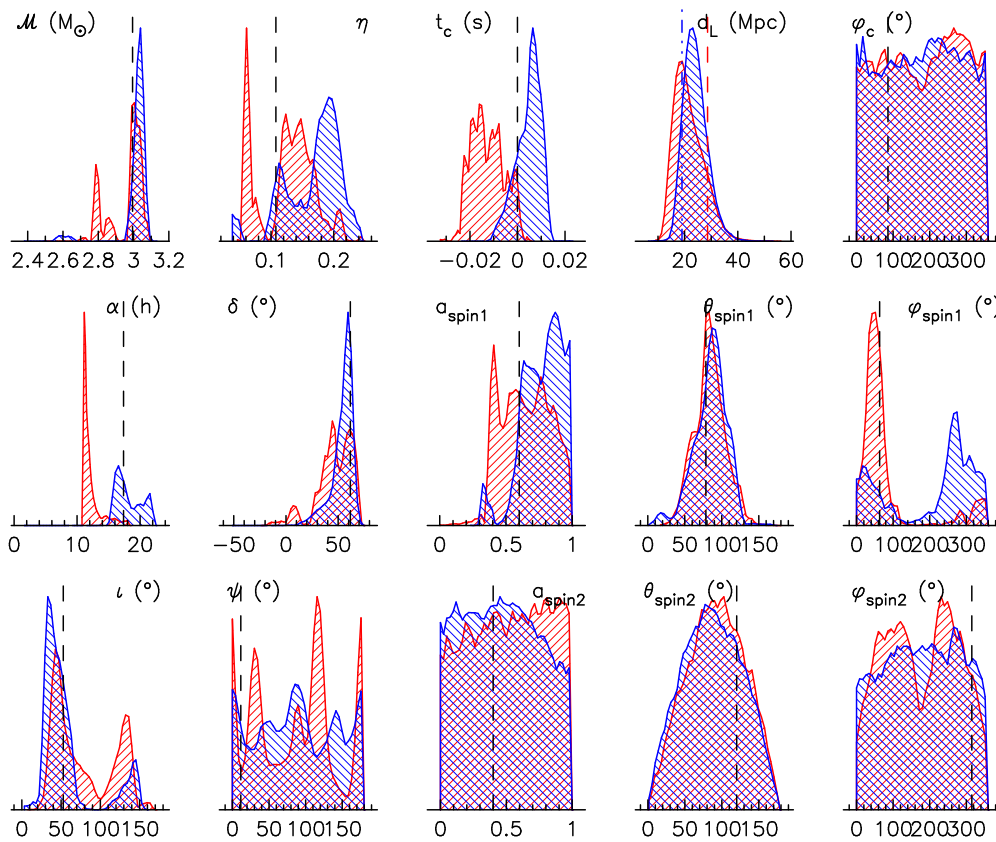 ℳ (M⊙)
η
t_c (s)
d_L (Mpc)
φ_c (°)
2.4 2.6 2.8 3 3.2
0.1 0.2
−0.02 0 0.02
20 40 60
0 100 200 300
α (h)
δ (°)
a_spin1
θ_spin1 (°)
φ_spin1 (°)
0 10 20
−50 0 50
0 0.5 1
0 50 100 150
0 100 200 300
ι (°)
ψ (°)
a_spin2
θ_spin2 (°)
φ_spin2 (°)
0 50 100 150
0 50 100 150
0 0.5 1
0 50 100 150
0 100 200 300